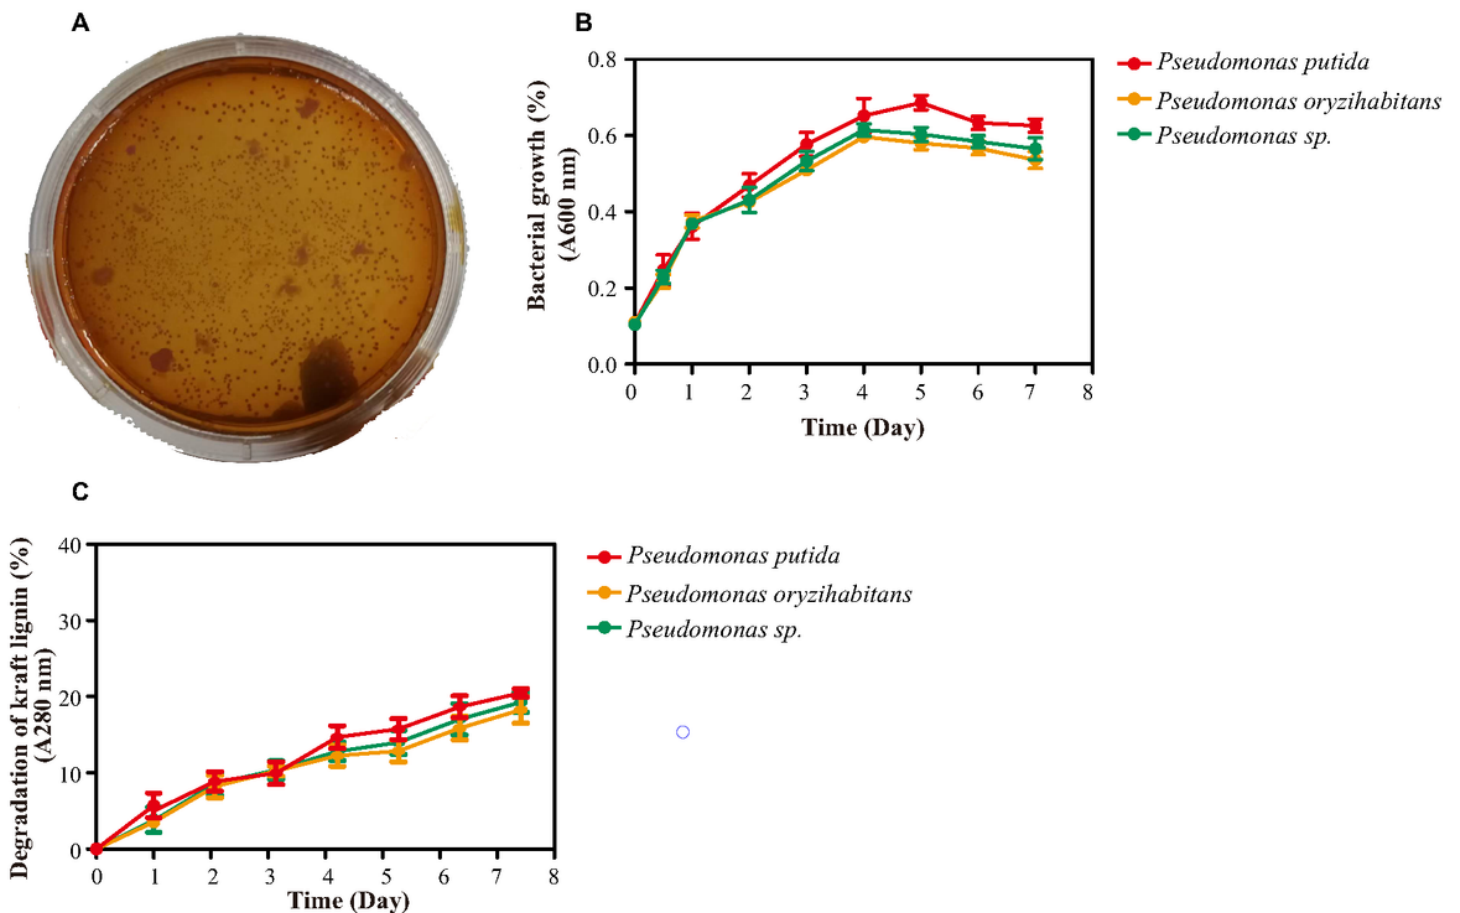 A
B
0.8
0.6
0.4
0.2
0.0
Bacterial growth (%)
(A600 nm)
0 1 2 3 4 5 6 7 8
Time (Day)
Pseudomonas putida
Pseudomonas oryzihabitans
Pseudomonas sp.
C
40
30
20
10
0
Degradation of kraft lignin (%)
(A280 nm)
0 1 2 3 4 5 6 7 8
Time (Day)
Pseudomonas putida
Pseudomonas oryzihabitans
Pseudomonas sp.